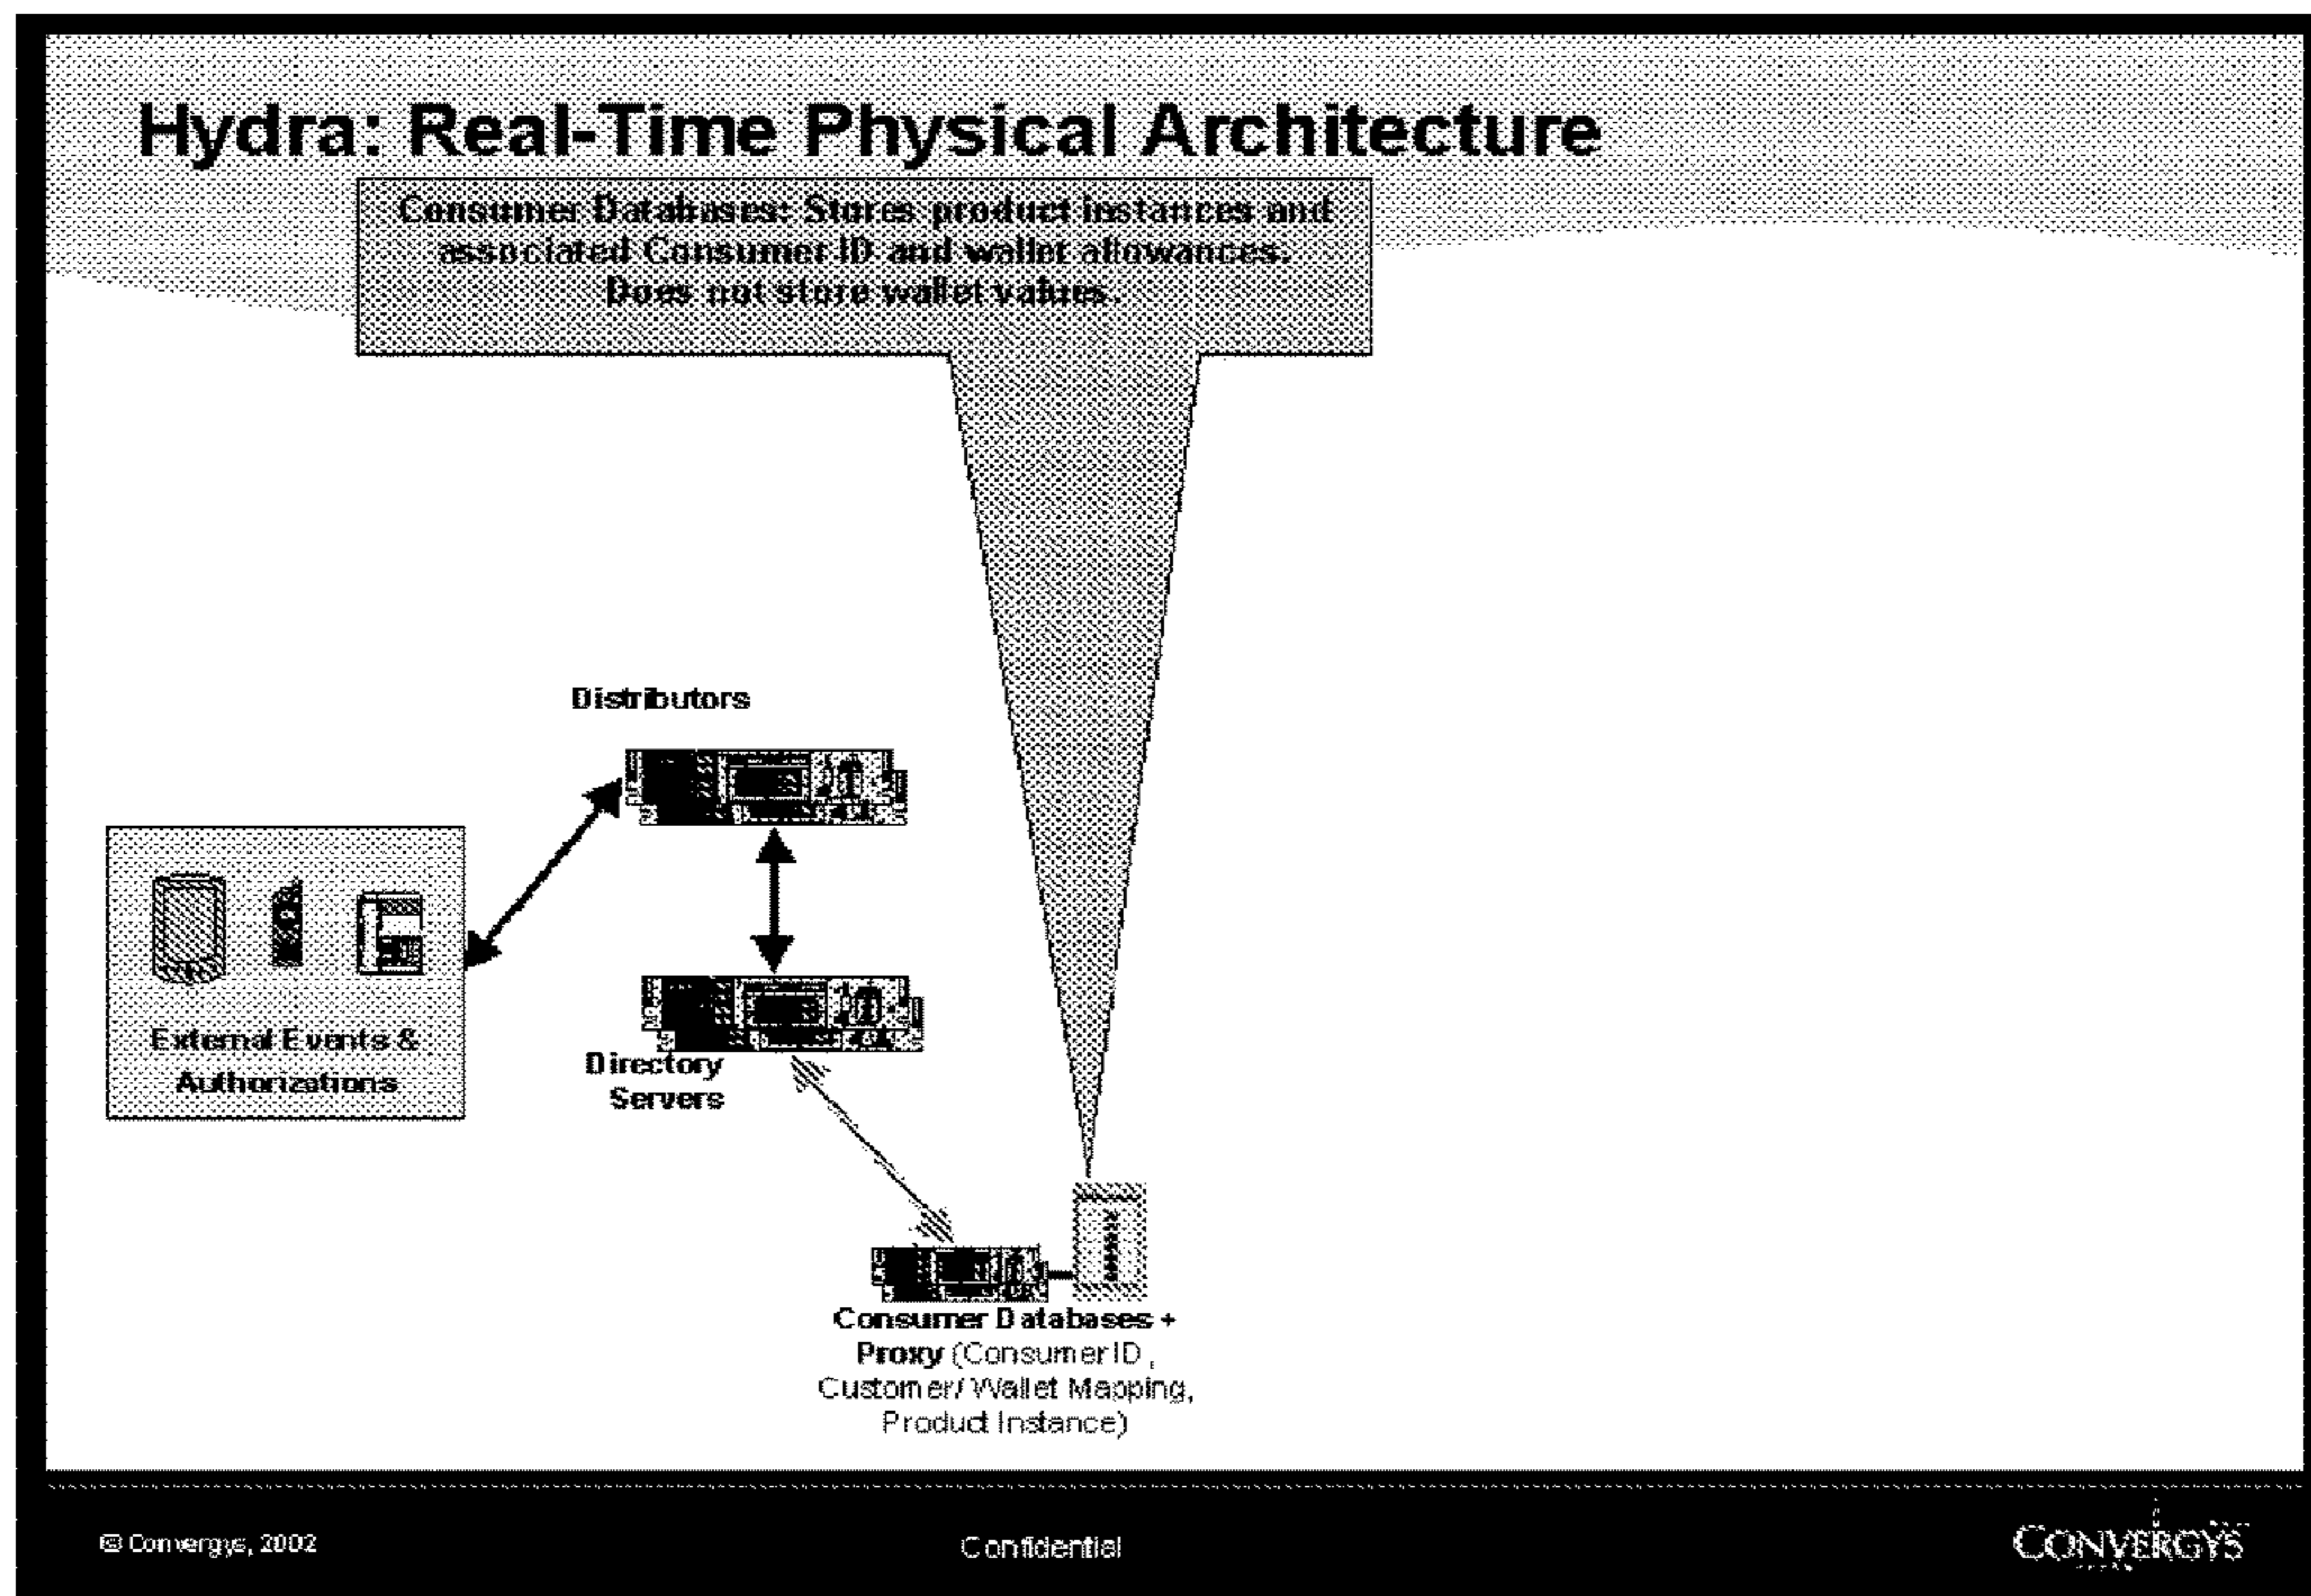 Hydra: Real-Time Physical Architecture
Consumer Databases: Stores product instances and
associated Consumer ID and wallet allowances.
Does not store wallet values.
Distributors
External Events &
Authorizations
Directory
Servers
Consumer Databases +
Proxy (Consumer ID,
Customer/Wallet Mapping,
Product Instance)
© Convergys, 2002
Confidential
CONVERGYS